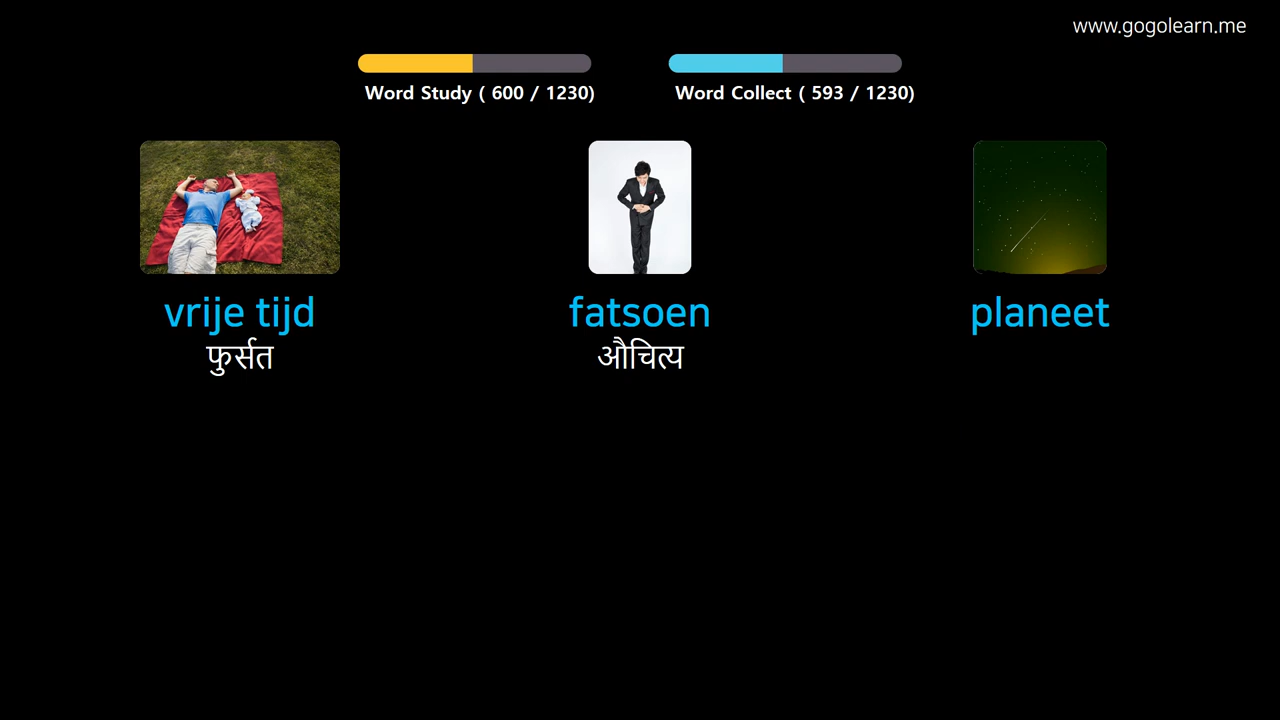 www.gogolearn.me
Word Study ( 600 / 1230)
Word Collect ( 593 / 1230)
vrije tijd
फुर्सत
fatsoen
औचित्य
planeet